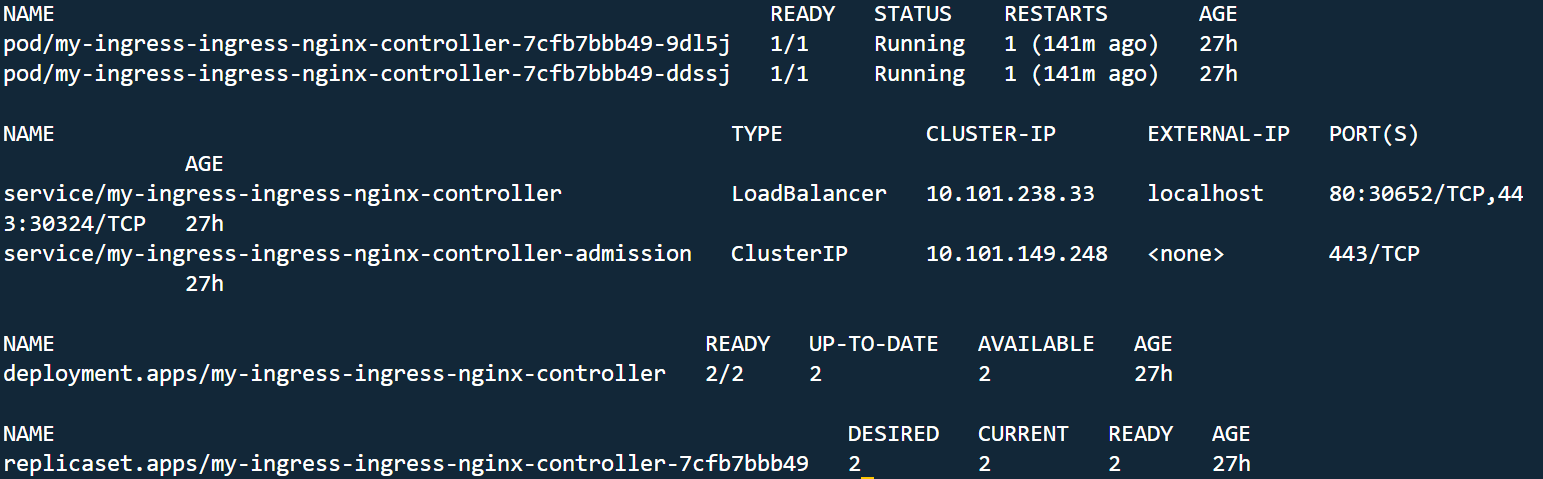 NAME READY STATUS RESTARTS AGE
pod/my-ingress-ingress-nginx-controller-7cfb7bbb49-9dl5j 1/1 Running 1 (141m ago) 27h
pod/my-ingress-ingress-nginx-controller-7cfb7bbb49-ddssj 1/1 Running 1 (141m ago) 27h
NAME TYPE CLUSTER-IP EXTERNAL-IP PORT(S)
AGE
service/my-ingress-ingress-nginx-controller LoadBalancer 10.101.238.33 localhost 80:30652/TCP,44
3:30324/TCP 27h
service/my-ingress-ingress-nginx-controller-admission ClusterIP 10.101.149.248 <none> 443/TCP
27h
NAME READY UP-TO-DATE AVAILABLE AGE
deployment.apps/my-ingress-ingress-nginx-controller 2/2 2 2 27h
NAME DESIRED CURRENT READY AGE
replicaset.apps/my-ingress-ingress-nginx-controller-7cfb7bbb49 2 2 2 27h